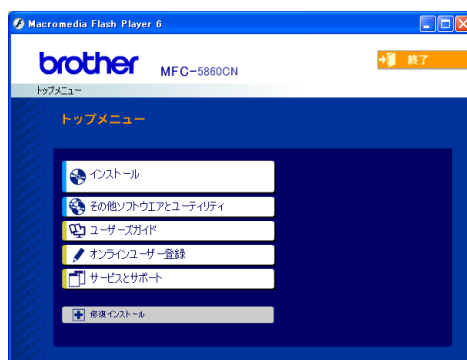 Macromedia Flash Player 6
brother MFC-5860CN
終了
トップメニュー
トップメニュー
インストール
その他ソフトウエアとユーティリティ
ユーザーズガイド
オンラインユーザー登録
サービスとサポート
修復インストール